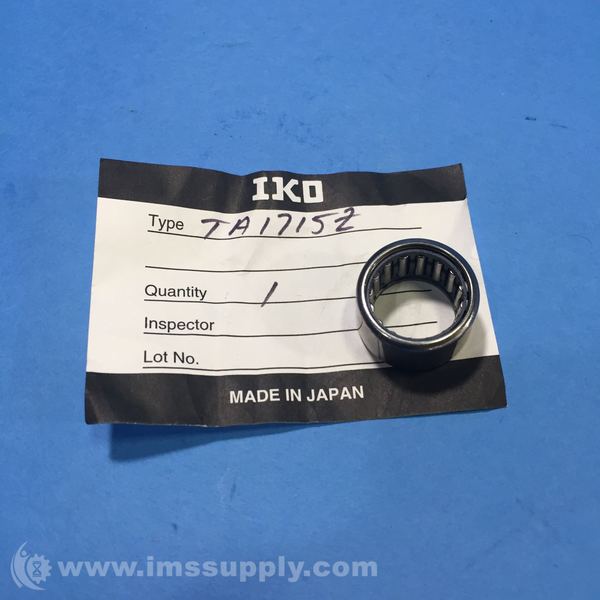 IKO
Type TA1715Z
Quantity 1
Inspector
Lot No.
MADE IN JAPAN
www.imssupply.com